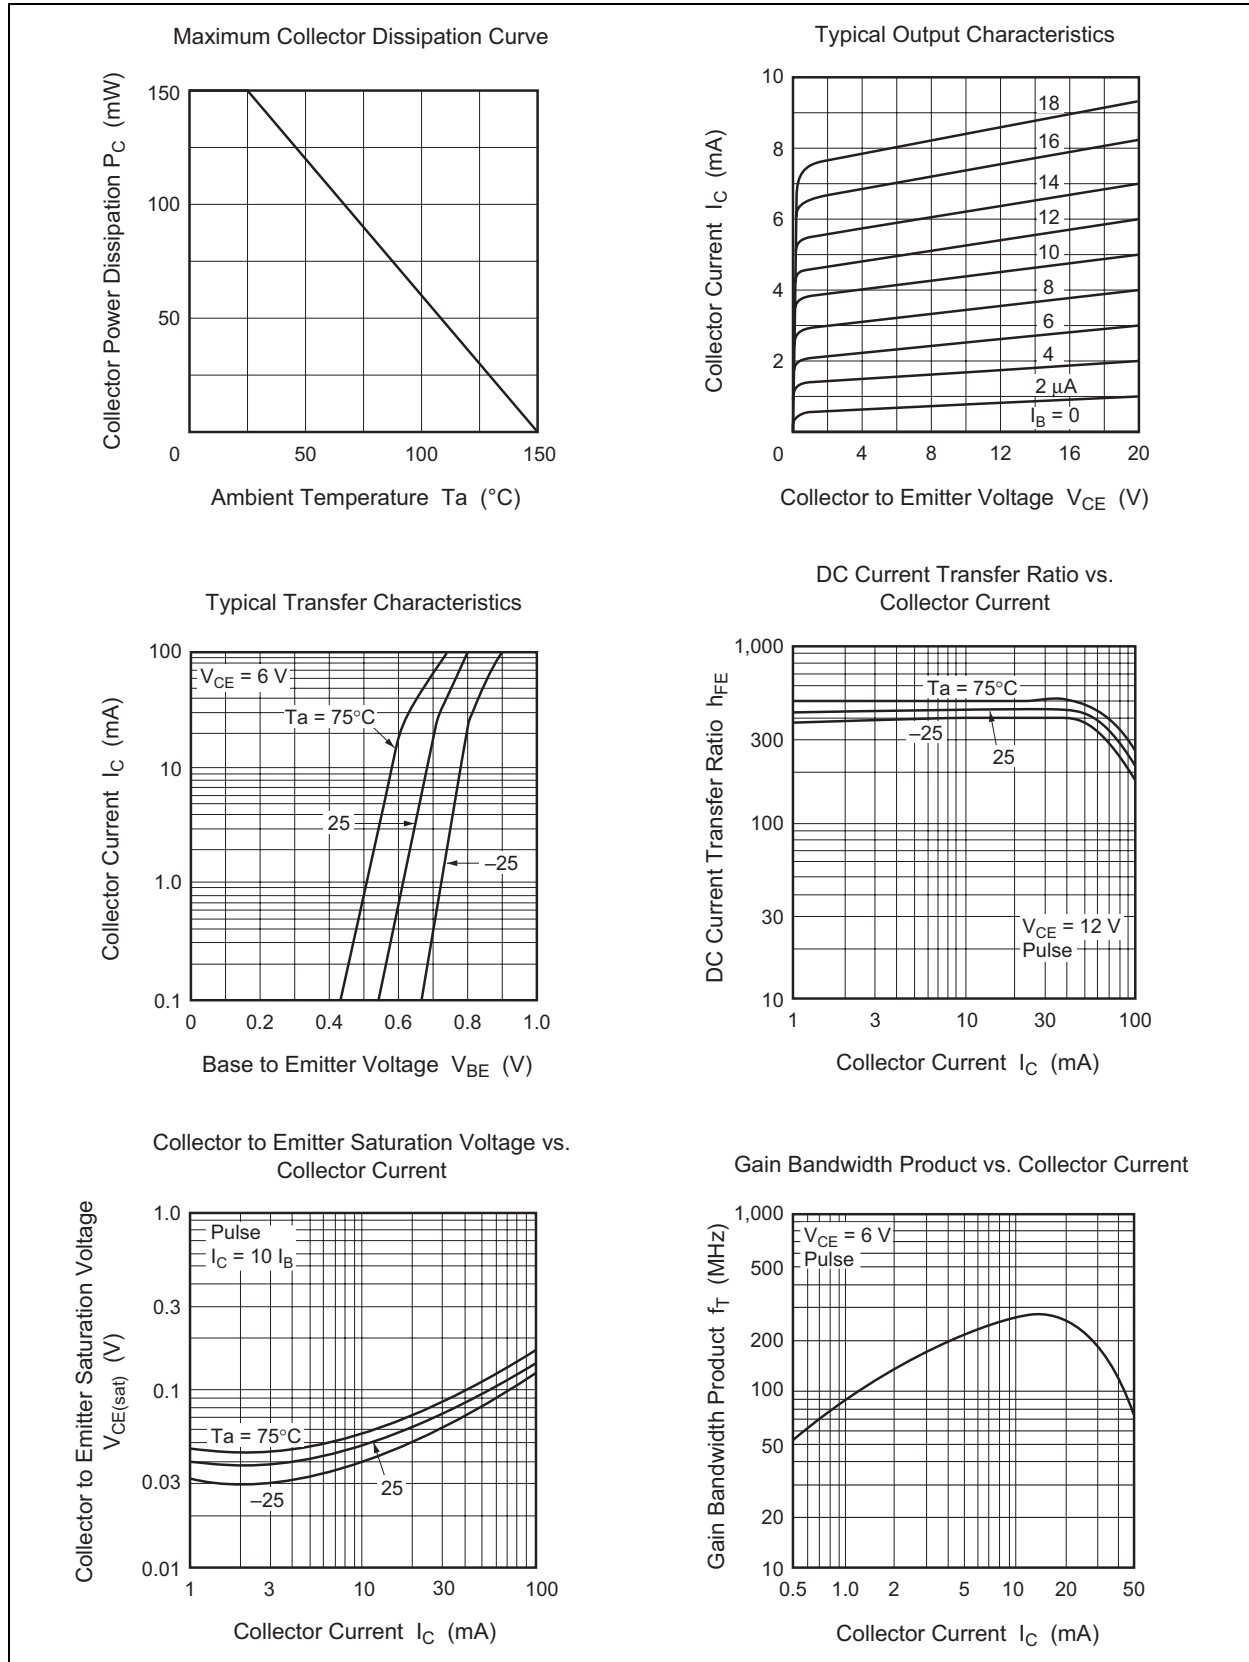 Maximum Collector Dissipation Curve
Collector Power Dissipation P_C (mW)
150
100
50
0
50
100
150
Ambient Temperature Ta (°C)
Typical Output Characteristics
Collector Current I_C (mA)
10
8
6
4
2
18
16
14
12
10
8
6
4
2 μA
I_B = 0
0
4
8
12
16
20
Collector to Emitter Voltage V_CE (V)
Typical Transfer Characteristics
Collector Current I_C (mA)
100
10
1.0
0.1
V_CE = 6 V
Ta = 75°C
25
–25
0
0.2
0.4
0.6
0.8
1.0
Base to Emitter Voltage V_BE (V)
DC Current Transfer Ratio vs.
Collector Current
DC Current Transfer Ratio h_FE
1,000
300
100
30
10
Ta = 75°C
–25
25
V_CE = 12 V
Pulse
1
3
10
30
100
Collector Current I_C (mA)
Collector to Emitter Saturation Voltage vs.
Collector Current
Collector to Emitter Saturation Voltage
V_CE(sat) (V)
1.0
0.3
0.1
0.03
0.01
Pulse
I_C = 10 I_B
Ta = 75°C
–25
25
1
3
10
30
100
Collector Current I_C (mA)
Gain Bandwidth Product vs. Collector Current
Gain Bandwidth Product f_T (MHz)
1,000
500
200
100
50
20
10
V_CE = 6 V
Pulse
0.5
1.0
2
5
10
20
50
Collector Current I_C (mA)